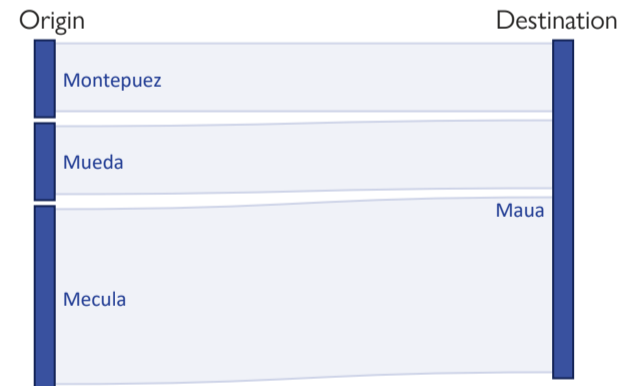 Origin
Destination
Montepuez
Mueda
Maua
Mecula